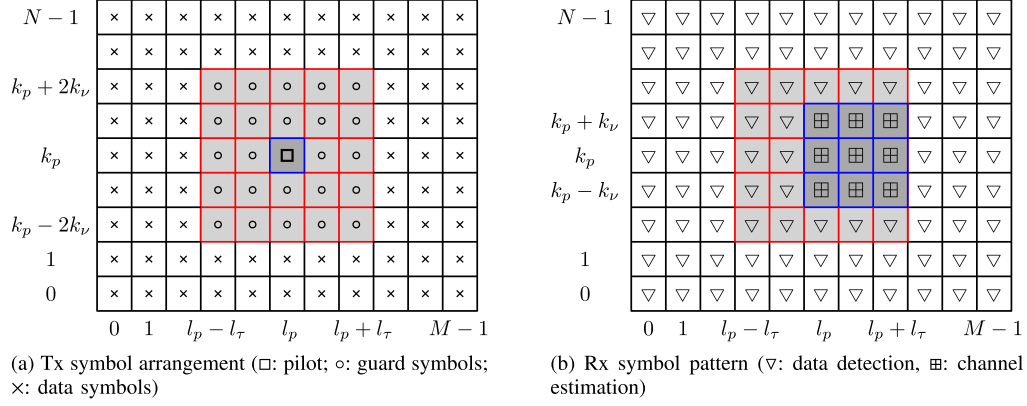 N − 1
k_p + 2k_ν
k_p
k_p − 2k_ν
1
0
0 1 l_p − l_τ l_p l_p + l_τ M − 1
(a) Tx symbol arrangement (□: pilot; ○: guard symbols;
×: data symbols)
N − 1
k_p + k_ν
k_p
k_p − k_ν
1
0
0 1 l_p − l_τ l_p l_p + l_τ M − 1
(b) Rx symbol pattern (▽: data detection, ⊞: channel
estimation)